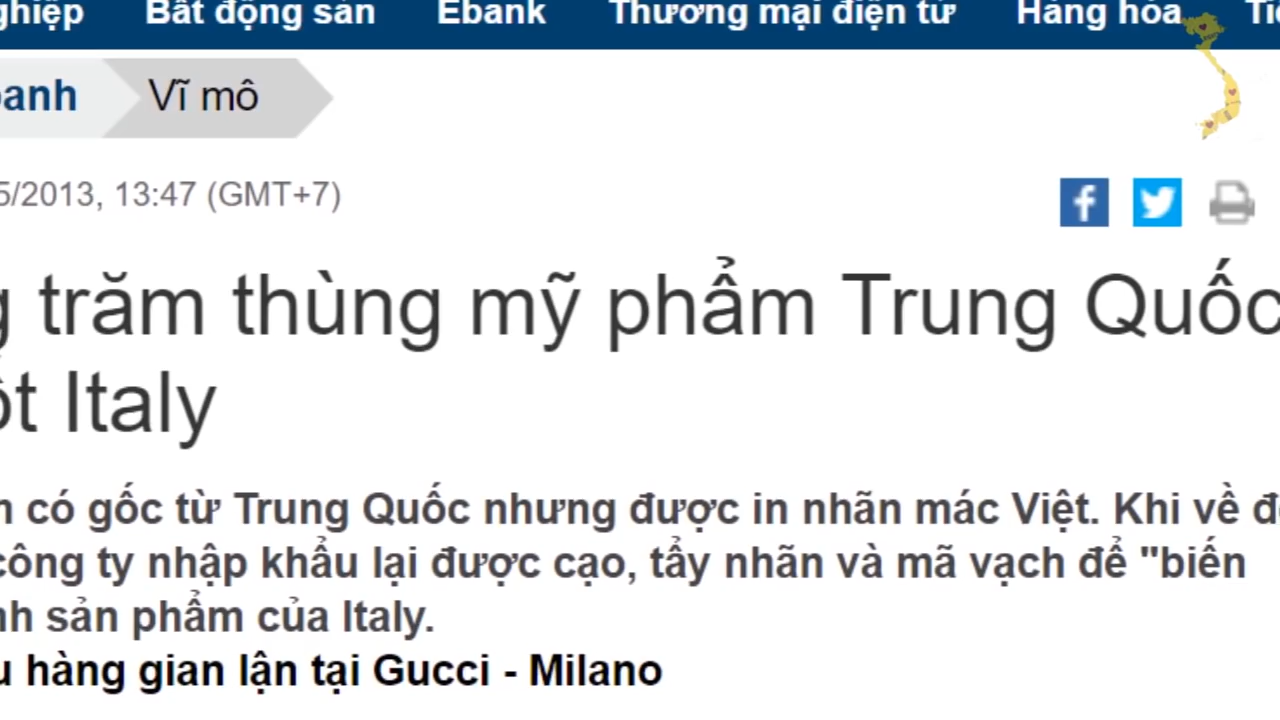 nghiệp Bất động sản Ebank Thương mại điện tử Hàng hóa
oanh Vĩ mô
5/2013, 13:47 (GMT+7)
g trăm thùng mỹ phẩm Trung Quốc
ốt Italy
n có gốc từ Trung Quốc nhưng được in nhãn mác Việt. Khi về đ
công ty nhập khẩu lại được cạo, tẩy nhãn và mã vạch để "biến
nh sản phẩm của Italy.
u hàng gian lận tại Gucci - Milano